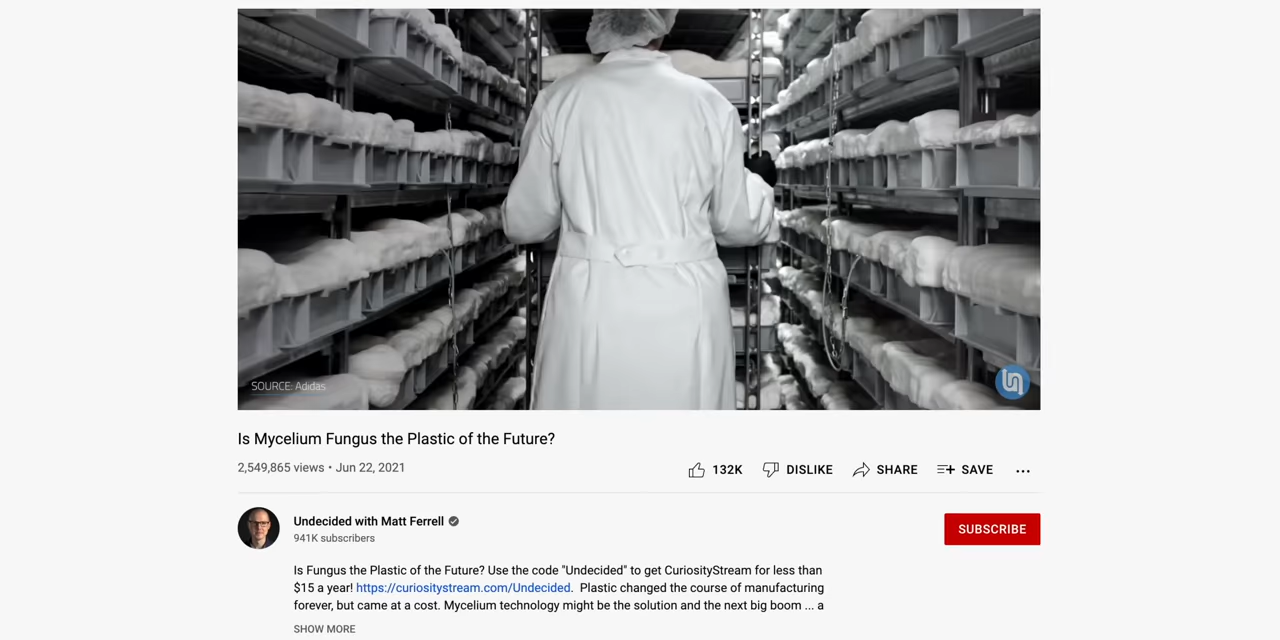 SOURCE: Adidas
Is Mycelium Fungus the Plastic of the Future?
2,549,865 views • Jun 22, 2021
132K DISLIKE SHARE SAVE ...
Undecided with Matt Ferrell
941K subscribers
SUBSCRIBE
Is Fungus the Plastic of the Future? Use the code "Undecided" to get CuriosityStream for less than
$15 a year! https://curiositystream.com/Undecided. Plastic changed the course of manufacturing
forever, but came at a cost. Mycelium technology might be the solution and the next big boom ... a
SHOW MORE